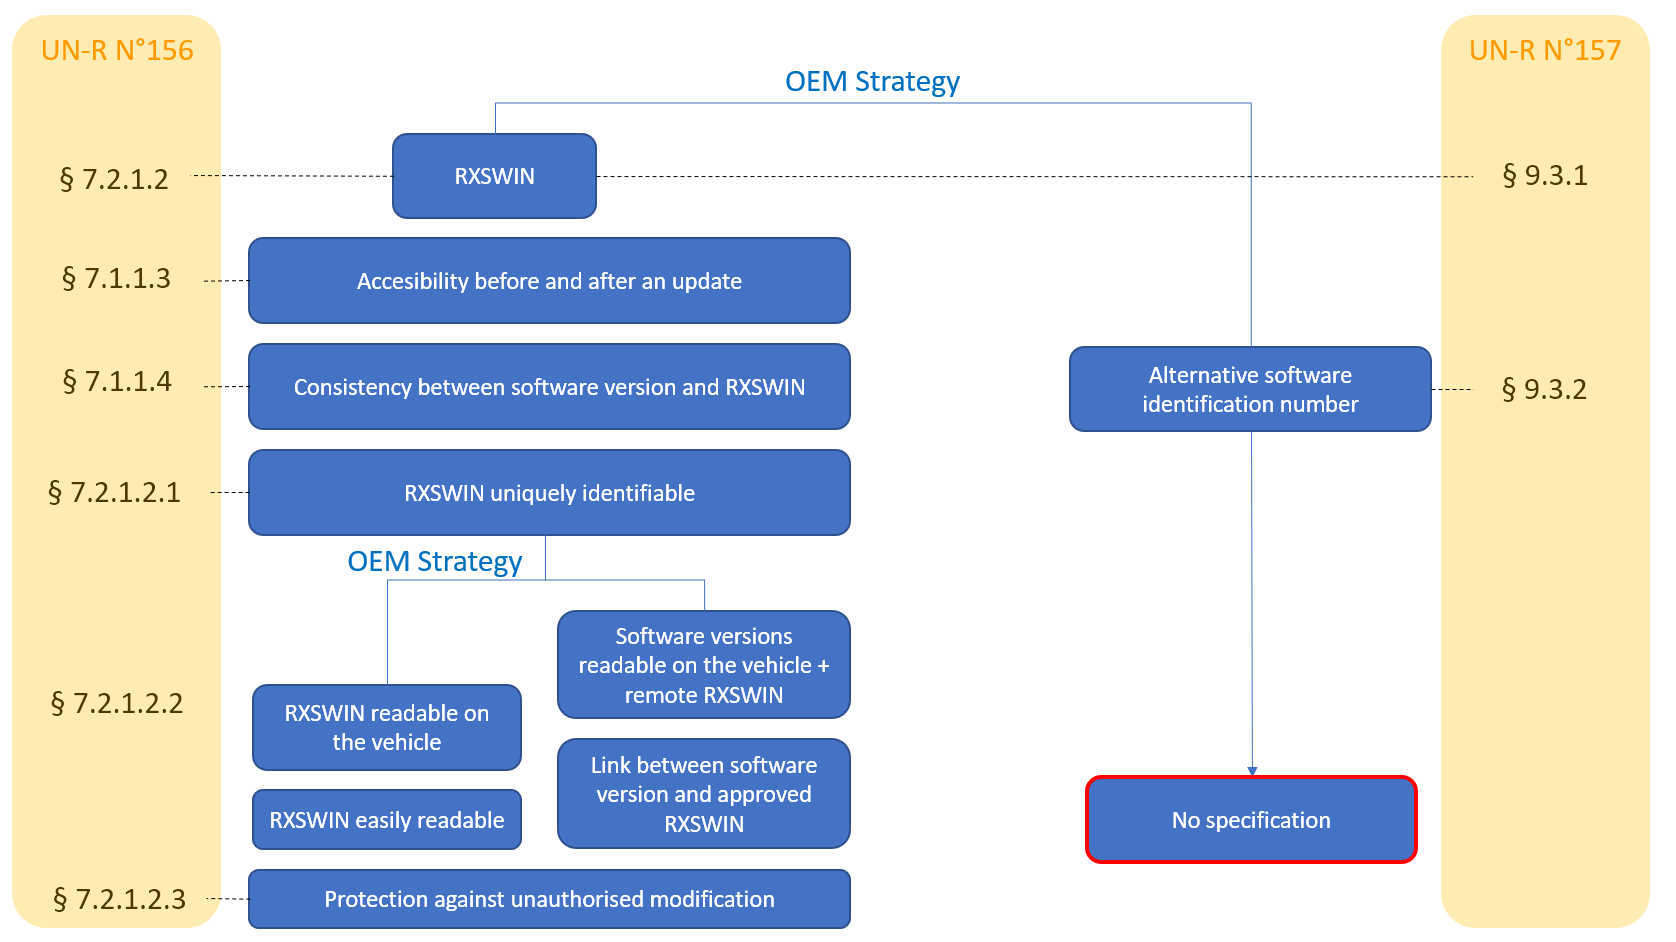 UN-R N°156
UN-R N°157
OEM Strategy
§ 7.2.1.2
RXSWIN
§ 9.3.1
§ 7.1.1.3
Accesibility before and after an update
§ 7.1.1.4
Consistency between software version and RXSWIN
Alternative software
identification number
§ 9.3.2
§ 7.2.1.2.1
RXSWIN uniquely identifiable
OEM Strategy
§ 7.2.1.2.2
RXSWIN readable on
the vehicle
RXSWIN easily readable
Software versions
readable on the vehicle +
remote RXSWIN
Link between software
version and approved
RXSWIN
No specification
§ 7.2.1.2.3
Protection against unauthorised modification